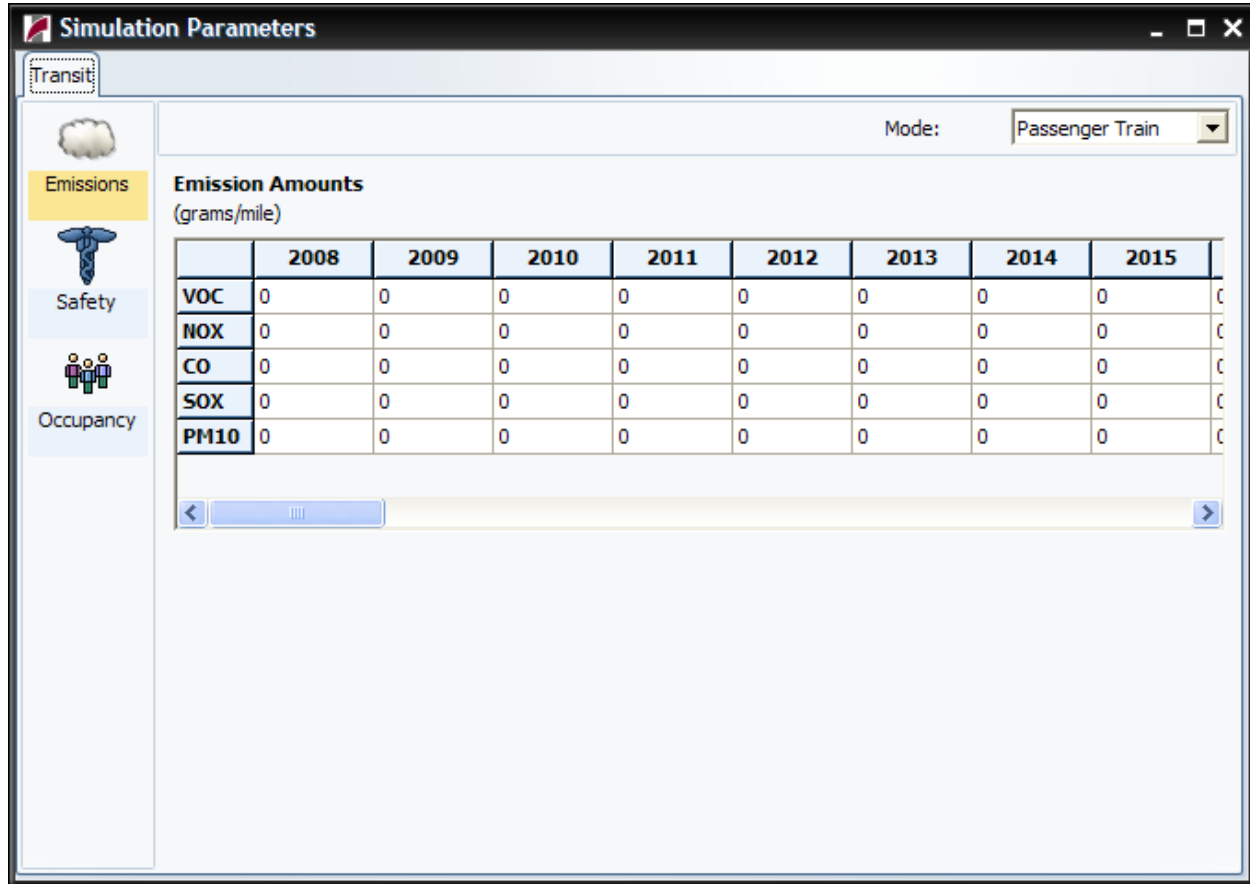 Simulation Parameters
Transit
Mode: Passenger Train
Emissions
Safety
Occupancy
Emission Amounts
(grams/mile)
2008 2009 2010 2011 2012 2013 2014 2015
VOC 0 0 0 0 0 0 0 0
NOX 0 0 0 0 0 0 0 0
CO 0 0 0 0 0 0 0 0
SOX 0 0 0 0 0 0 0 0
PM10 0 0 0 0 0 0 0 0